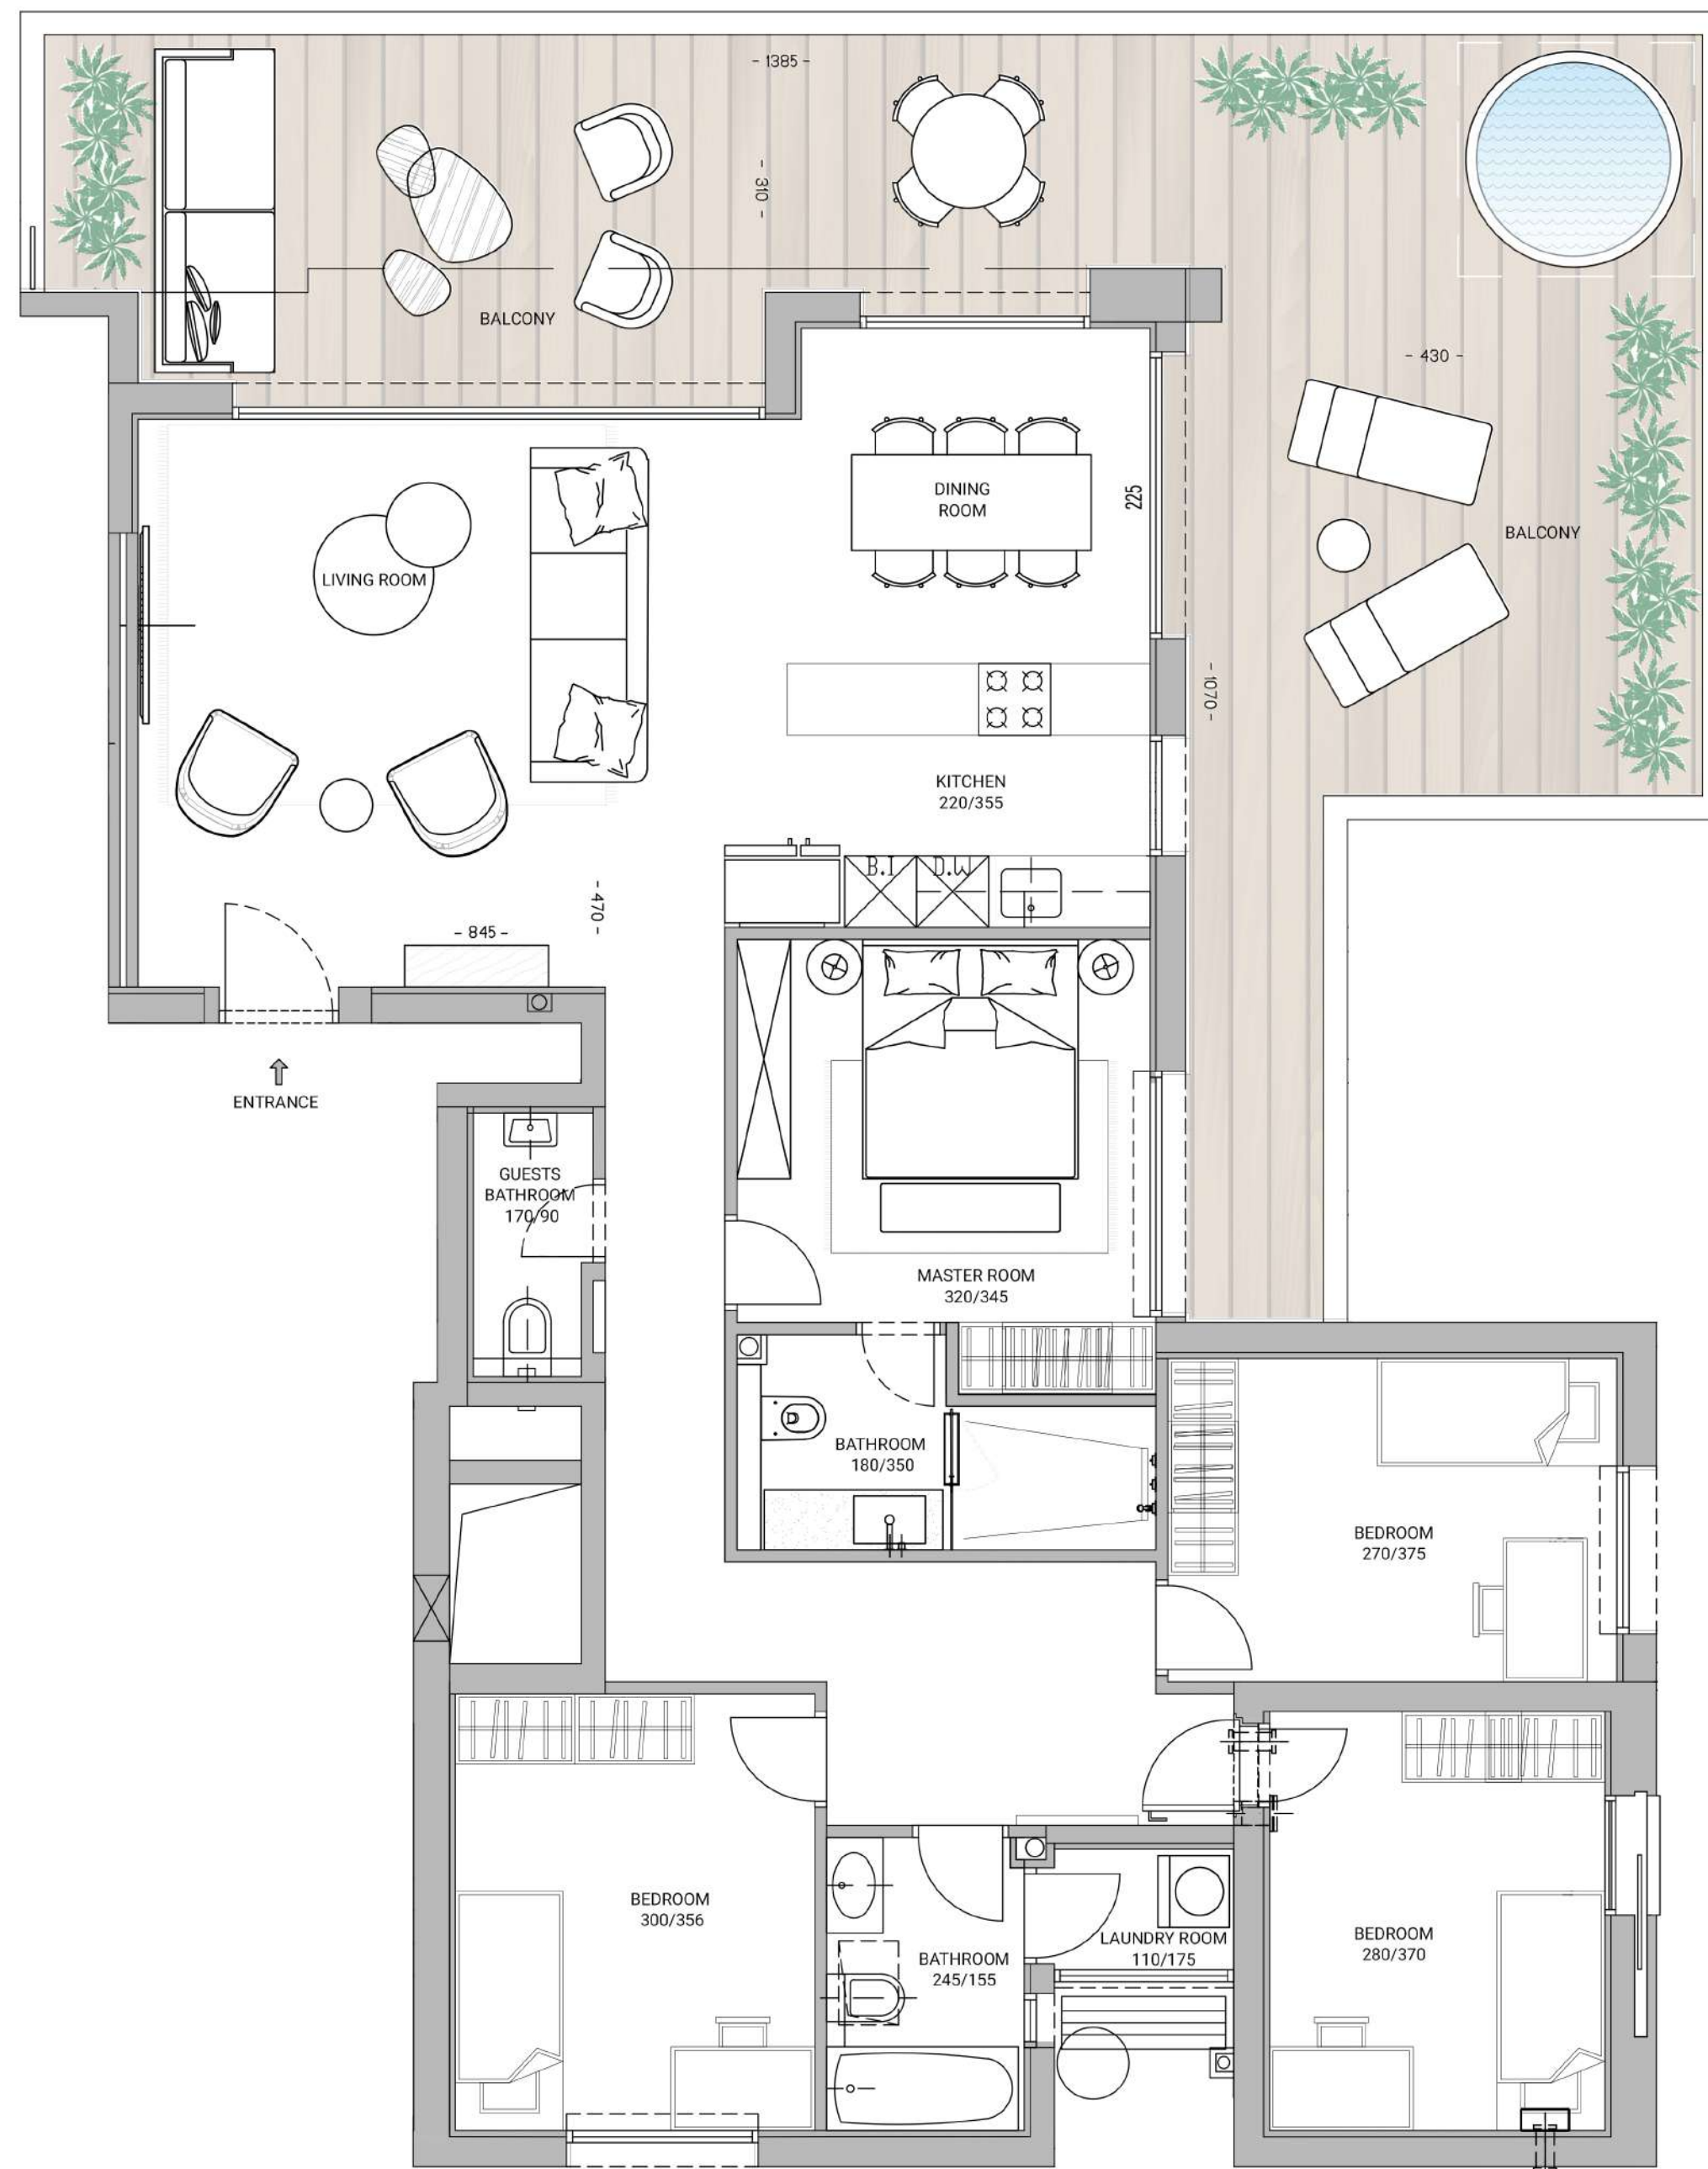 - 1385 -
- 310 -
BALCONY
- 430 -
DINING
ROOM
225
BALCONY
LIVING ROOM
- 1070 -
KITCHEN
220/355
B.I
D.W
- 470 -
- 845 -
ENTRANCE
GUESTS
BATHROOM
170/90
MASTER ROOM
320/345
BATHROOM
180/350
BEDROOM
270/375
BEDROOM
300/356
BATHROOM
245/155
LAUNDRY ROOM
110/175
BEDROOM
280/370